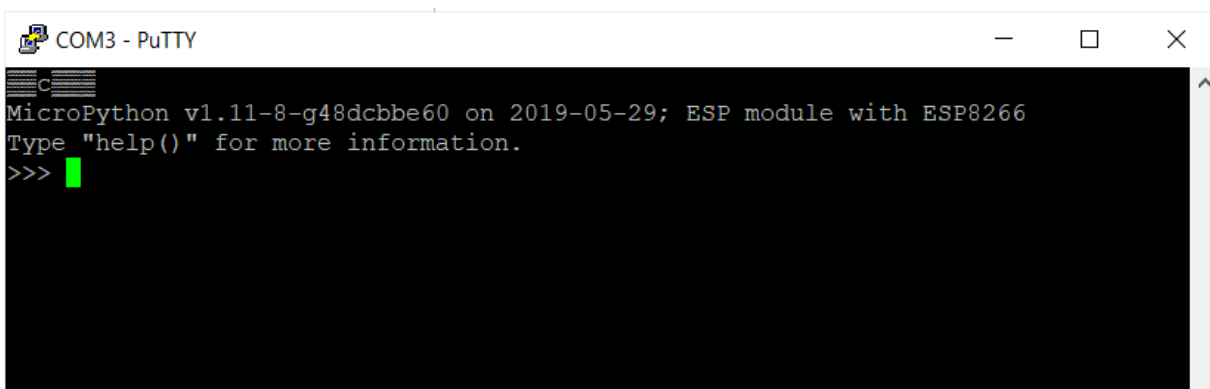 COM3 - PuTTY
▒▒c▒▒▒
MicroPython v1.11-8-g48dcbbe60 on 2019-05-29; ESP module with ESP8266
Type "help()" for more information.
>>>